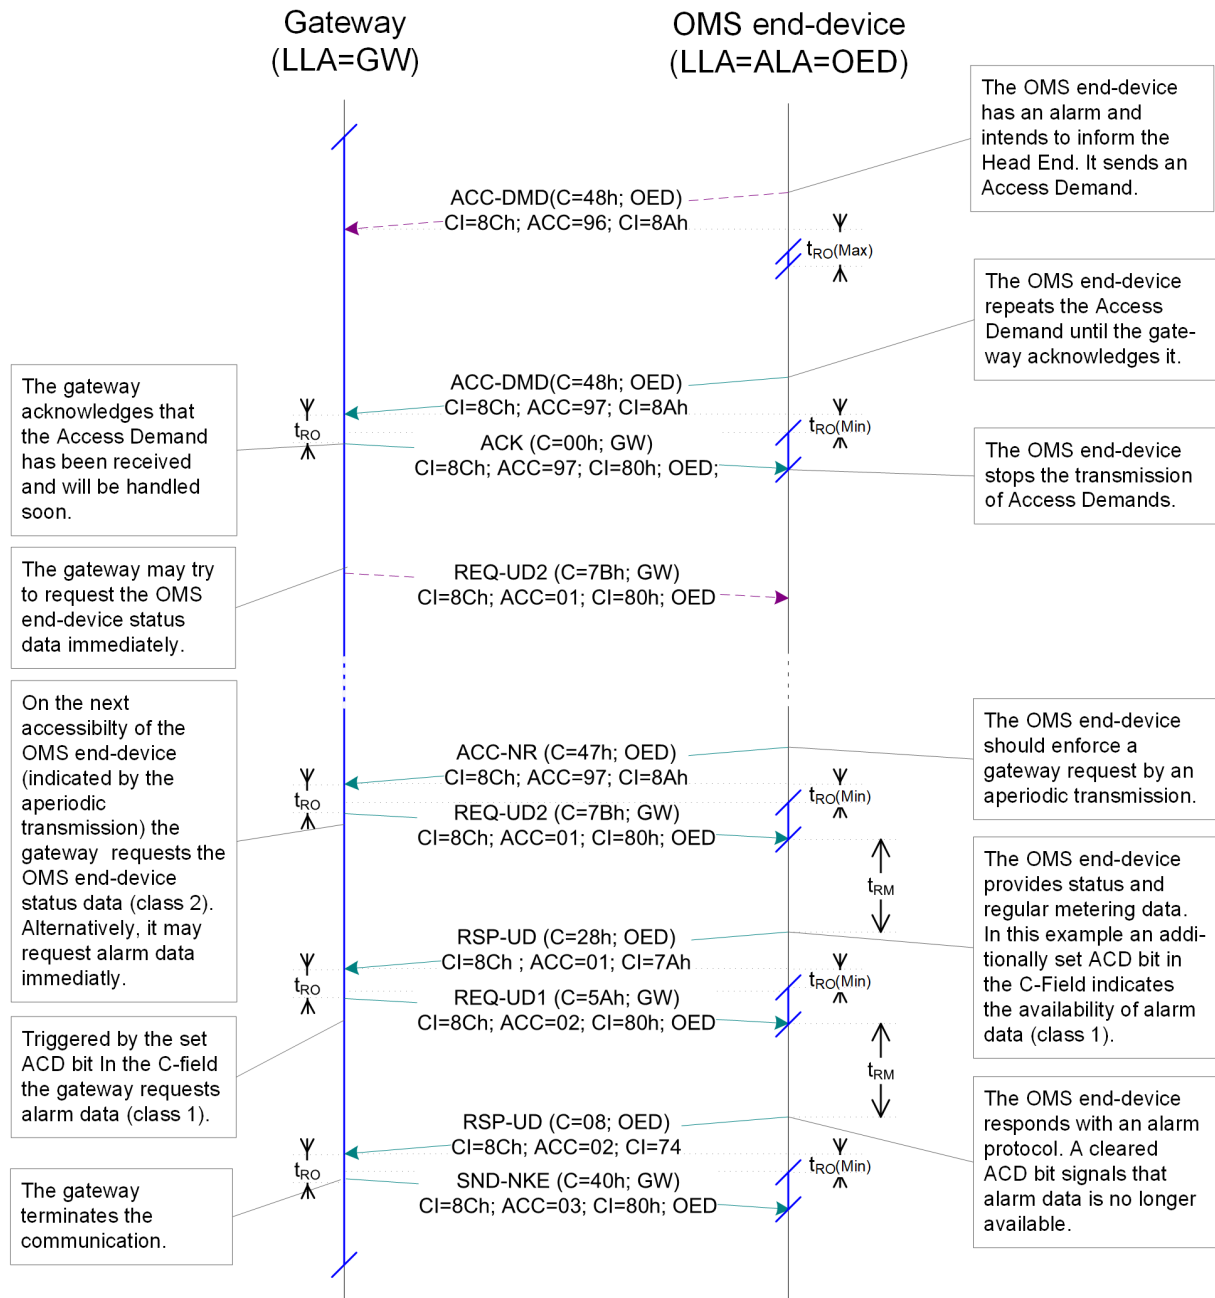 Gateway
(LLA=GW)
OMS end-device
(LLA=ALA=OED)
The OMS end-device
has an alarm and
intends to inform the
Head End. It sends an
Access Demand.
ACC-DMD(C=48h; OED)
CI=8Ch; ACC=96; CI=8Ah
tRO(Max)
The OMS end-device
repeats the Access
Demand until the gate-
way acknowledges it.
The gateway
acknowledges that
the Access Demand
has been received
and will be handled
soon.
ACC-DMD(C=48h; OED)
CI=8Ch; ACC=97; CI=8Ah
tRO
tRO(Min)
ACK (C=00h; GW)
CI=8Ch; ACC=97; CI=80h; OED;
The OMS end-device
stops the transmission
of Access Demands.
The gateway may try
to request the OMS
end-device status
data immediately.
REQ-UD2 (C=7Bh; GW)
CI=8Ch; ACC=01; CI=80h; OED
On the next
accessibilty of the
OMS end-device
(indicated by the
aperiodic
transmission) the
gateway  requests the
OMS end-device
status data (class 2).
Alternatively, it may
request alarm data
immediatly.
ACC-NR (C=47h; OED)
CI=8Ch; ACC=97; CI=8Ah
The OMS end-device
should enforce a
gateway request by an
aperiodic transmission.
tRO
tRO(Min)
REQ-UD2 (C=7Bh; GW)
CI=8Ch; ACC=01; CI=80h; OED
tRM
The OMS end-device
provides status and
regular metering data.
In this example an addi-
tionally set ACD bit in
the C-Field indicates
the availability of alarm
data (class 1).
RSP-UD (C=28h; OED)
CI=8Ch ; ACC=01; CI=7Ah
tRO
tRO(Min)
REQ-UD1 (C=5Ah; GW)
CI=8Ch; ACC=02; CI=80h; OED
Triggered by the set
ACD bit In the C-field
the gateway requests
alarm data (class 1).
tRM
The OMS end-device
responds with an alarm
protocol. A cleared
ACD bit signals that
alarm data is no longer
available.
RSP-UD (C=08; OED)
CI=8Ch; ACC=02; CI=74
tRO
tRO(Min)
SND-NKE (C=40h; GW)
CI=8Ch; ACC=03; CI=80h; OED
The gateway
terminates the
communication.